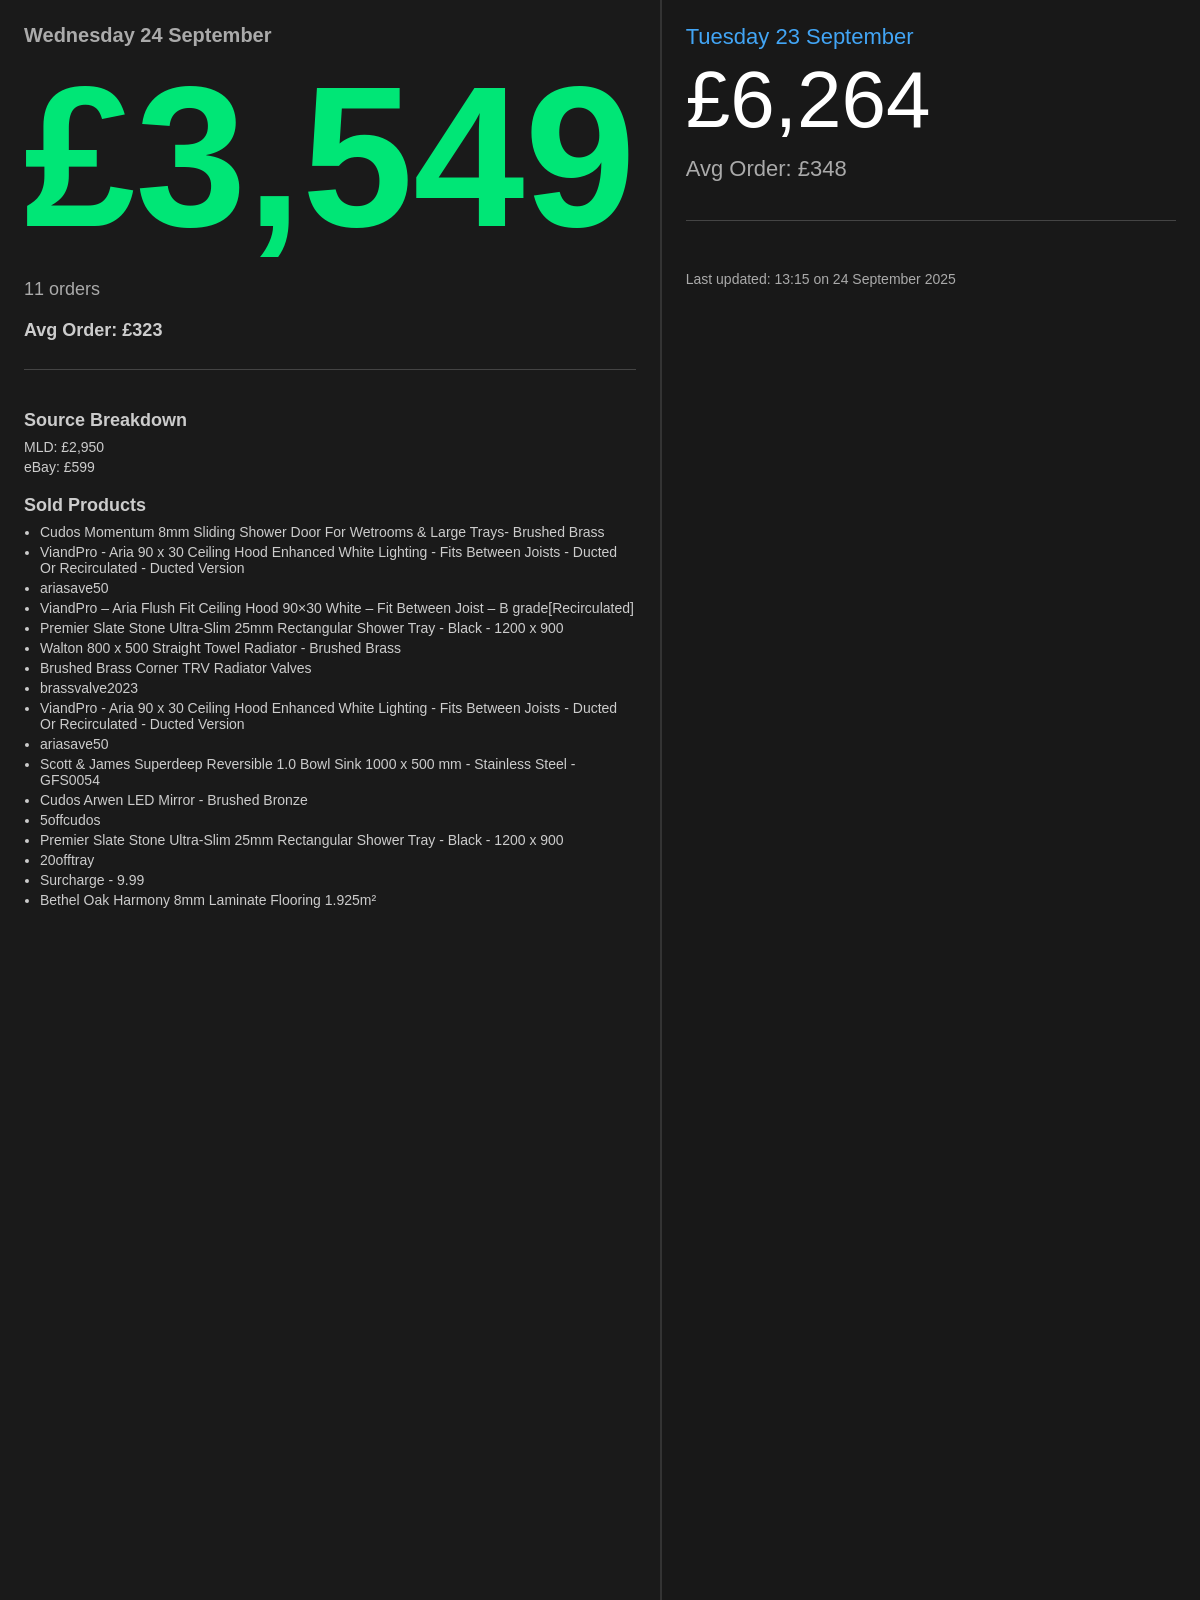 Wednesday 24 September
£3,549
11 orders
Avg Order: £323
Source Breakdown
MLD: £2,950
eBay: £599
Sold Products
• Cudos Momentum 8mm Sliding Shower Door For Wetrooms & Large Trays- Brushed Brass
• ViandPro - Aria 90 x 30 Ceiling Hood Enhanced White Lighting - Fits Between Joists - Ducted
Or Recirculated - Ducted Version
• ariasave50
• ViandPro – Aria Flush Fit Ceiling Hood 90×30 White – Fit Between Joist – B grade[Recirculated]
• Premier Slate Stone Ultra-Slim 25mm Rectangular Shower Tray - Black - 1200 x 900
• Walton 800 x 500 Straight Towel Radiator - Brushed Brass
• Brushed Brass Corner TRV Radiator Valves
• brassvalve2023
• ViandPro - Aria 90 x 30 Ceiling Hood Enhanced White Lighting - Fits Between Joists - Ducted
Or Recirculated - Ducted Version
• ariasave50
• Scott & James Superdeep Reversible 1.0 Bowl Sink 1000 x 500 mm - Stainless Steel -
GFS0054
• Cudos Arwen LED Mirror - Brushed Bronze
• 5offcudos
• Premier Slate Stone Ultra-Slim 25mm Rectangular Shower Tray - Black - 1200 x 900
• 20offtray
• Surcharge - 9.99
• Bethel Oak Harmony 8mm Laminate Flooring 1.925m²
Tuesday 23 September
£6,264
Avg Order: £348
Last updated: 13:15 on 24 September 2025